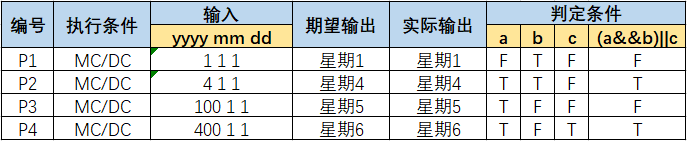 编号 执行条件 输入 期望输出 实际输出 判定条件
yyyy mm dd a b c (a&&b)||c
P1 MC/DC 1 1 1 星期1 星期1 F T F F
P2 MC/DC 4 1 1 星期4 星期4 T T F T
P3 MC/DC 100 1 1 星期5 星期5 T F F F
P4 MC/DC 400 1 1 星期6 星期6 T F T T